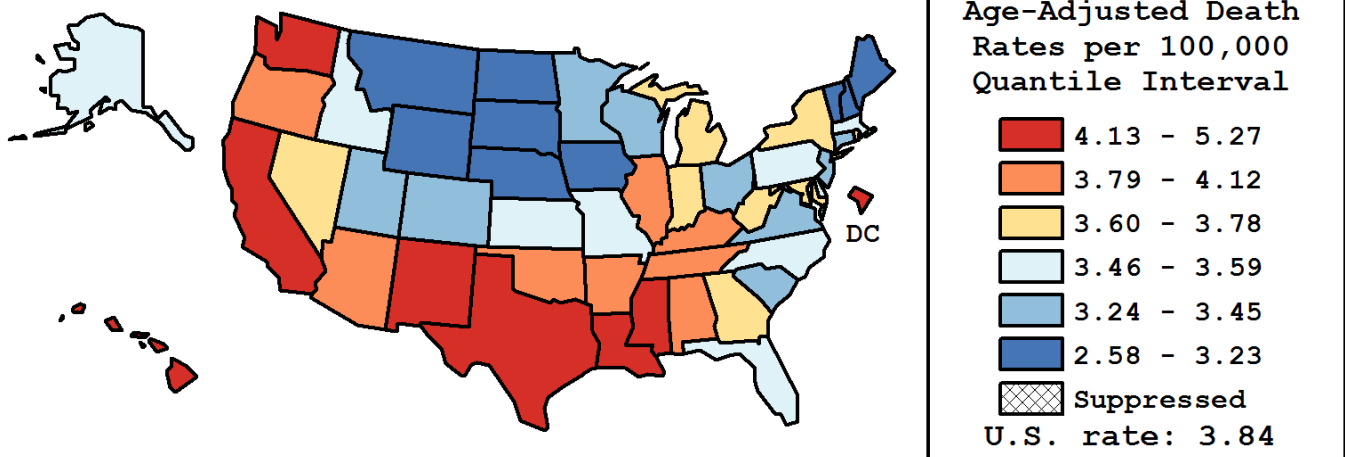 Age-Adjusted Death
Rates per 100,000
Quantile Interval
4.13 - 5.27
3.79 - 4.12
3.60 - 3.78
3.46 - 3.59
3.24 - 3.45
2.58 - 3.23
Suppressed
U.S. rate: 3.84
DC